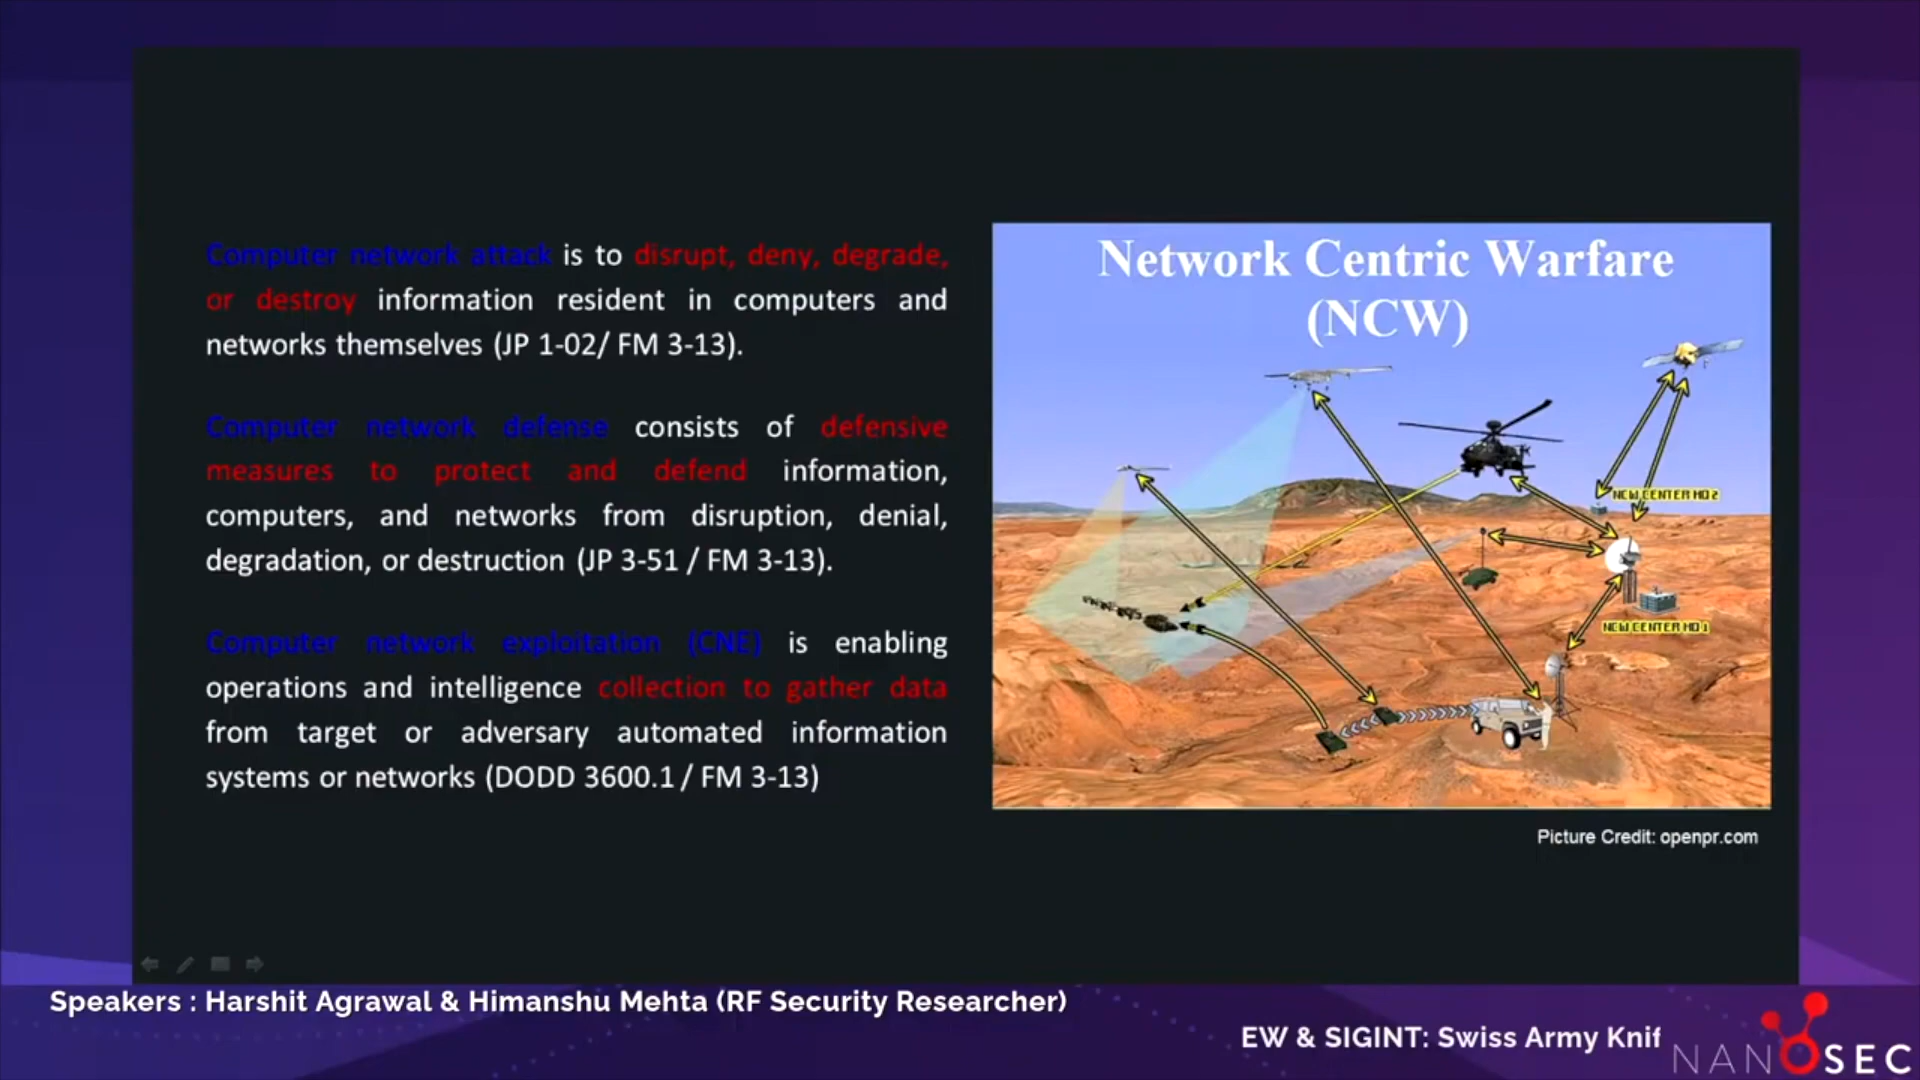 Computer network attack is to disrupt, deny, degrade,
or destroy information resident in computers and
networks themselves (JP 1-02/ FM 3-13).
Computer network defense consists of defensive
measures to protect and defend information,
computers, and networks from disruption, denial,
degradation, or destruction (JP 3-51 / FM 3-13).
Computer network exploitation (CNE) is enabling
operations and intelligence collection to gather data
from target or adversary automated information
systems or networks (DODD 3600.1 / FM 3-13)
Network Centric Warfare
(NCW)
NCW CENTER HQ 2
NCW CENTER HQ 1
Picture Credit: openpr.com
Speakers : Harshit Agrawal & Himanshu Mehta (RF Security Researcher)
EW & SIGINT: Swiss Army Knif
NANOSEC